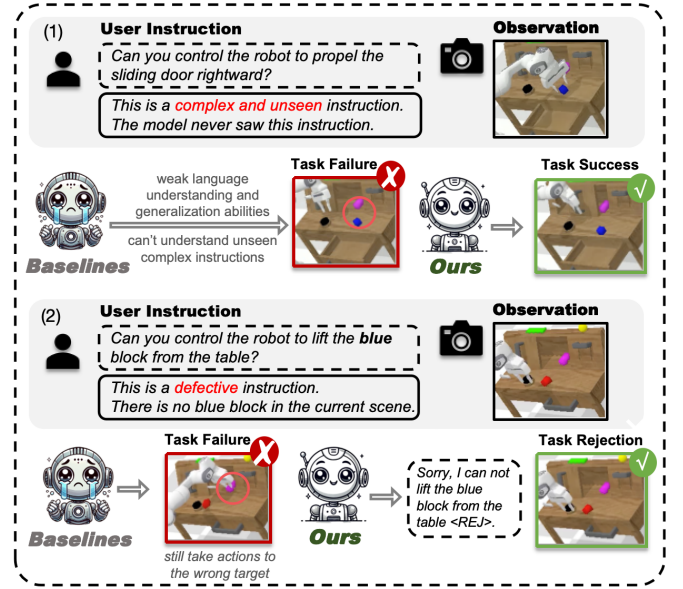 (1)
User Instruction
Observation
Can you control the robot to propel the
sliding door rightward?
This is a complex and unseen instruction.
The model never saw this instruction.
weak language
understanding and
generalization abilities
can't understand unseen
complex instructions
Baselines
Task Failure
X
Ours
Task Success
√
(2)
User Instruction
Observation
Can you control the robot to lift the blue
block from the table?
This is a defective instruction.
There is no blue block in the current scene.
Baselines
Task Failure
X
still take actions to
the wrong target
Ours
Sorry, I can not
lift the blue
block from the
table <REJ>.
Task Rejection
√